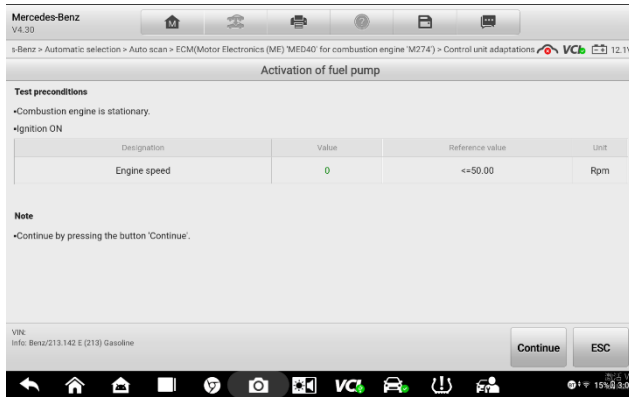 Mercedes-Benz
V4.30
s-Benz > Automatic selection > Auto scan > ECM(Motor Electronics (ME) 'MED40' for combustion engine 'M274') > Control unit adaptations
VCI
12.1V
Activation of fuel pump
Test preconditions
•Combustion engine is stationary.
•Ignition ON
Designation Value Reference value Unit
Engine speed 0 <=50.00 Rpm
Note
•Continue by pressing the button 'Continue'.
VIN:
Info: Benz/213.142 E (213) Gasoline
Continue
ESC
VCI
15%